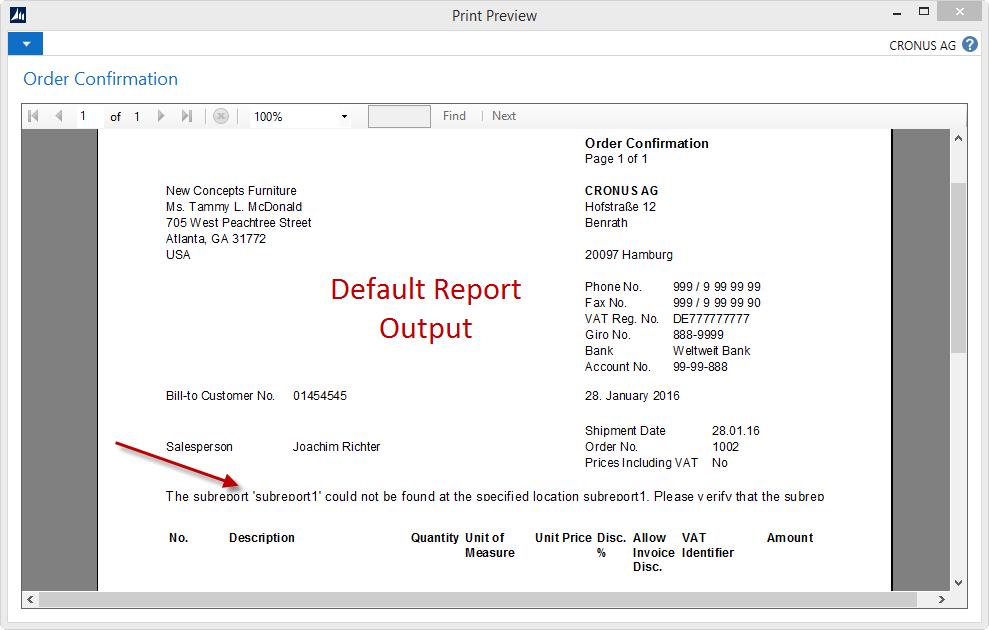 Print Preview
CRONUS AG
Order Confirmation
1 of 1 100% Find Next
Order Confirmation
Page 1 of 1
New Concepts Furniture
Ms. Tammy L. McDonald
705 West Peachtree Street
Atlanta, GA 31772
USA
CRONUS AG
Hofstraße 12
Benrath
20097 Hamburg
Default Report
Output
Phone No. 999 / 9 99 99 99
Fax No. 999 / 9 99 99 90
VAT Reg. No. DE777777777
Giro No. 888-9999
Bank Weltweit Bank
Account No. 99-99-888
Bill-to Customer No. 01454545
28. January 2016
Shipment Date 28.01.16
Salesperson Joachim Richter
Order No. 1002
Prices Including VAT No
The subreport 'subreport1' could not be found at the specified location subreport1. Please verify that the subrep
No. Description Quantity Unit of Unit Price Disc. Allow VAT Amount
Measure % Invoice Identifier
Disc.